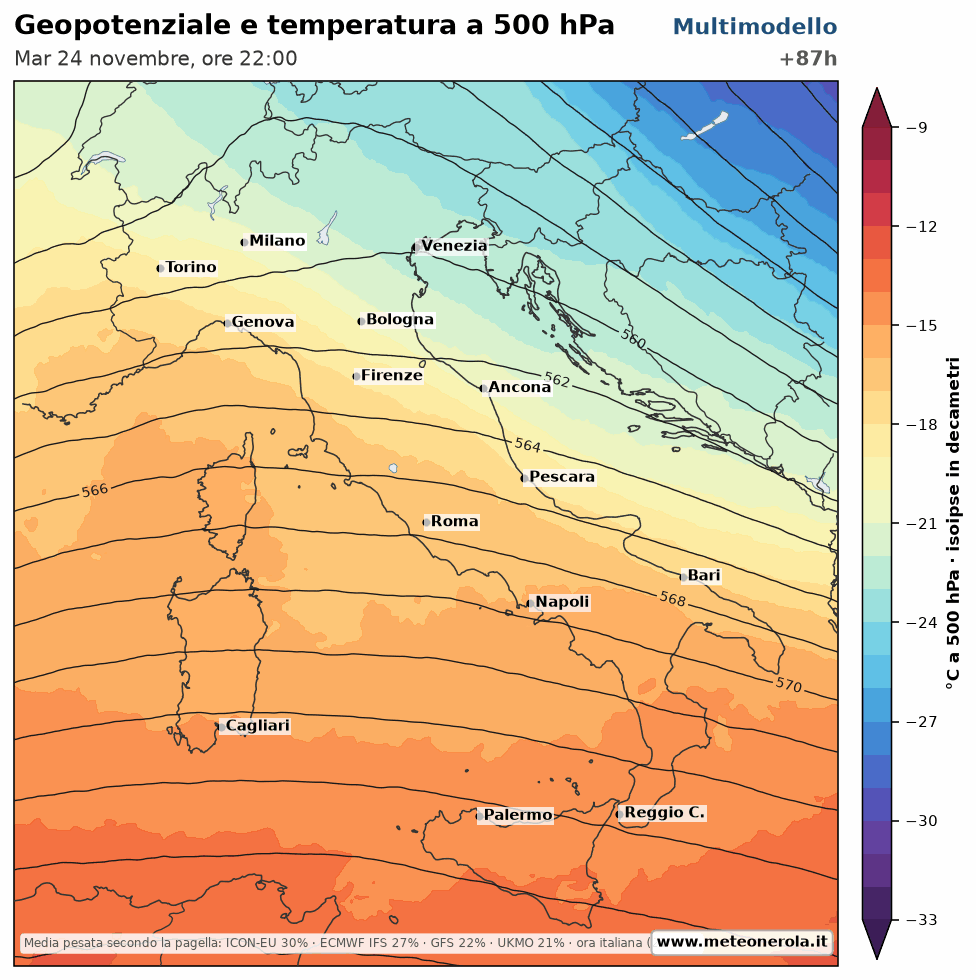 Geopotenziale e temperatura a 500 hPa
Multimodello
Mar 24 novembre, ore 22:00
+87h
Milano
Venezia
Torino
Genova
Bologna
560
Firenze
562
Ancona
564
Pescara
566
Roma
Bari
Napoli
568
570
Cagliari
Palermo
Reggio C.
−9
−12
−15
−18
−21
−24
−27
−30
−33
°C a 500 hPa · isoipse in decametri
Media pesata secondo la pagella: ICON-EU 30% · ECMWF IFS 27% · GFS 22% · UKMO 21% · ora italiana (
www.meteonerola.it